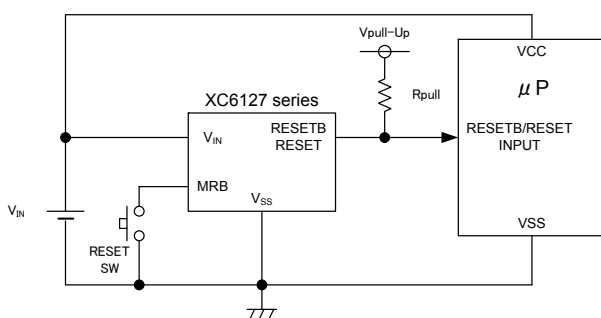 Vpull-Up
VCC
μP
Rpull
XC6127 series
RESETB
RESET
VIN
RESETB/RESET
INPUT
MRB
VSS
VIN
RESET
SW
VSS